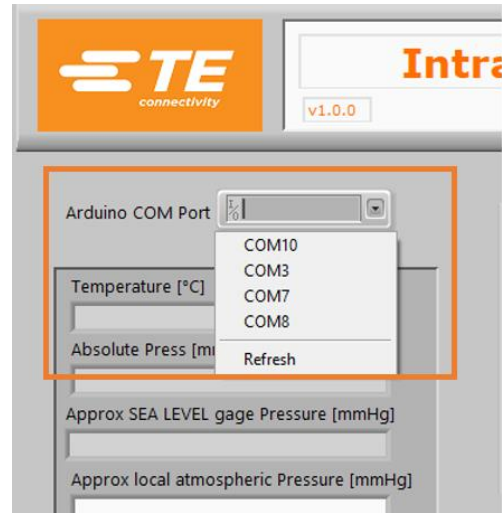 TE
connectivity
Intra
v1.0.0
Arduino COM Port
I/O
COM10
COM3
COM7
COM8
Refresh
Temperature [°C]
Absolute Press [m
Approx SEA LEVEL gage Pressure [mmHg]
Approx local atmospheric Pressure [mmHg]